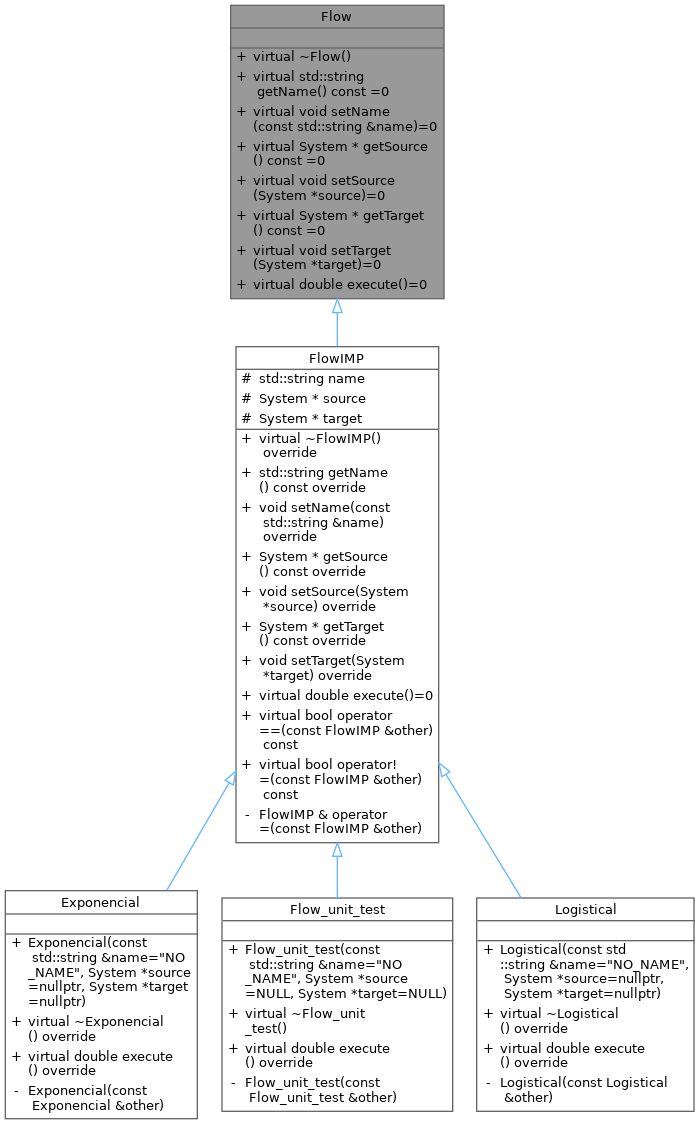 Flow
+ virtual ~Flow()
+ virtual std::string
getName() const =0
+ virtual void setName
(const std::string &name)=0
+ virtual System * getSource
() const =0
+ virtual void setSource
(System *source)=0
+ virtual System * getTarget
() const =0
+ virtual void setTarget
(System *target)=0
+ virtual double execute()=0
FlowIMP
# std::string name
# System * source
# System * target
+ virtual ~FlowIMP()
override
+ std::string getName
() const override
+ void setName(const
std::string &name)
override
+ System * getSource
() const override
+ void setSource(System
*source) override
+ System * getTarget
() const override
+ void setTarget(System
*target) override
+ virtual double execute()=0
+ virtual bool operator
==(const FlowIMP &other)
const
+ virtual bool operator!
=(const FlowIMP &other)
const
- FlowIMP & operator
=(const FlowIMP &other)
Exponencial
+ Exponencial(const
std::string &name="NO
_NAME", System *source
=nullptr, System *target
=nullptr)
+ virtual ~Exponencial
() override
+ virtual double execute
() override
- Exponencial(const
Exponencial &other)
Flow_unit_test
+ Flow_unit_test(const
std::string &name="NO
_NAME", System *source
=NULL, System *target=NULL)
+ virtual ~Flow_unit
_test()
+ virtual double execute
() override
- Flow_unit_test(const
Flow_unit_test &other)
Logistical
+ Logistical(const std
::string &name="NO_NAME",
System *source=nullptr,
System *target=nullptr)
+ virtual ~Logistical
() override
+ virtual double execute
() override
- Logistical(const Logistical
&other)